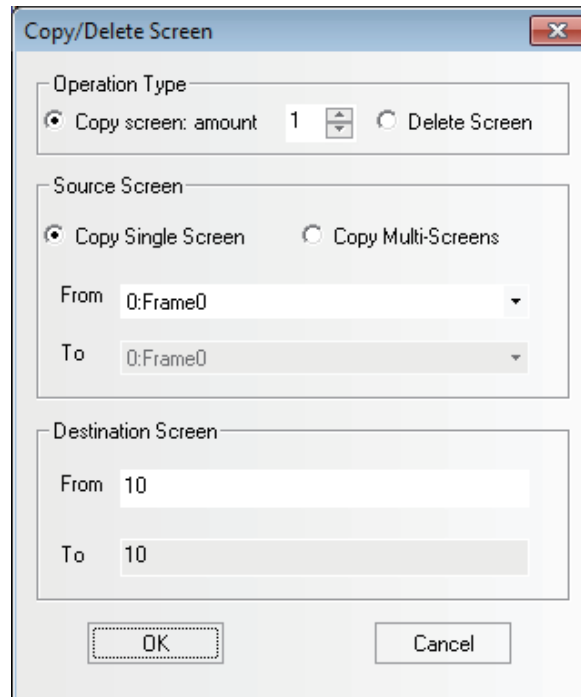 Copy/Delete Screen
Operation Type
Copy screen: amount 1 Delete Screen
Source Screen
Copy Single Screen Copy Multi-Screens
From 0:Frame0
To 0:Frame0
Destination Screen
From 10
To 10
OK Cancel